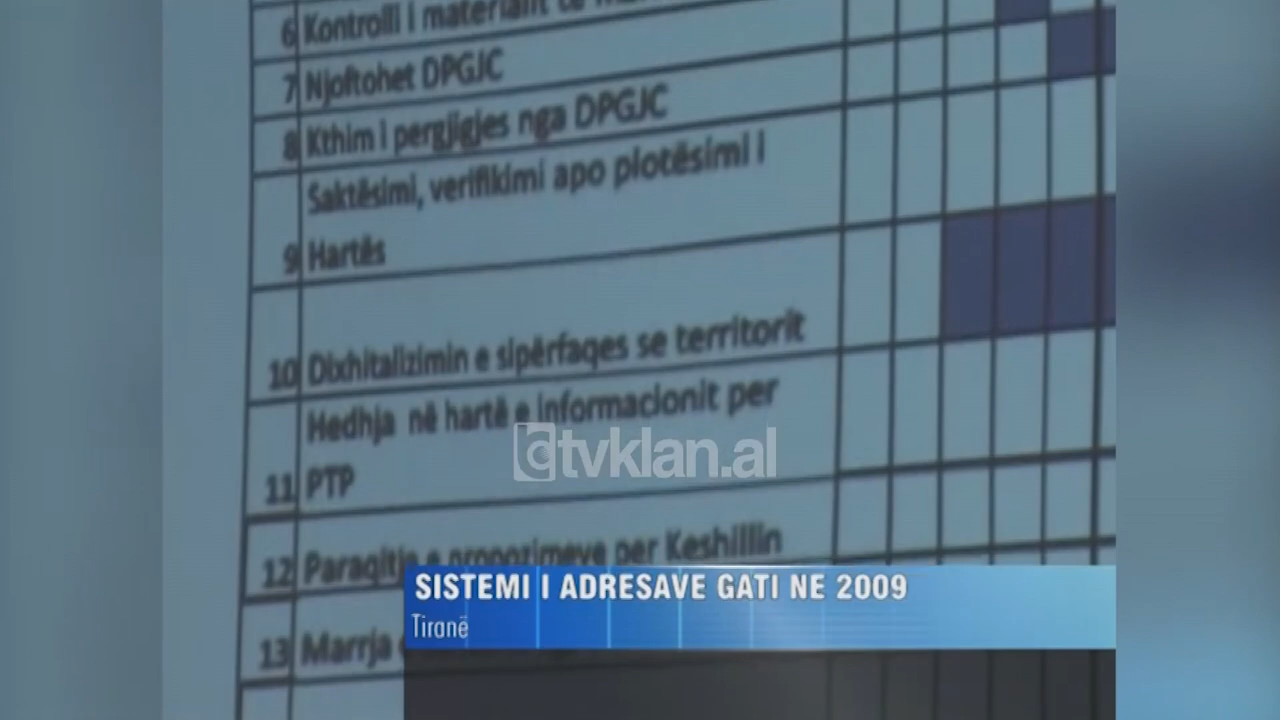 6 Kontrolli i materialit të
7 Njoftohet DPGJC
8 Kthim i pergjigjes nga DPGJC
Saktësimi, verifikimi apo plotësimi i
9 Hartës
10 Dixhitalizimin e sipërfaqes se territorit
Hedhja në hartë e informacionit per
11 PTP
tvklan.al
12 Paraqitja e propozimeve per Keshillin
SISTEMI I ADRESAVE GATI NE 2009
Tiranë
13 Marrja